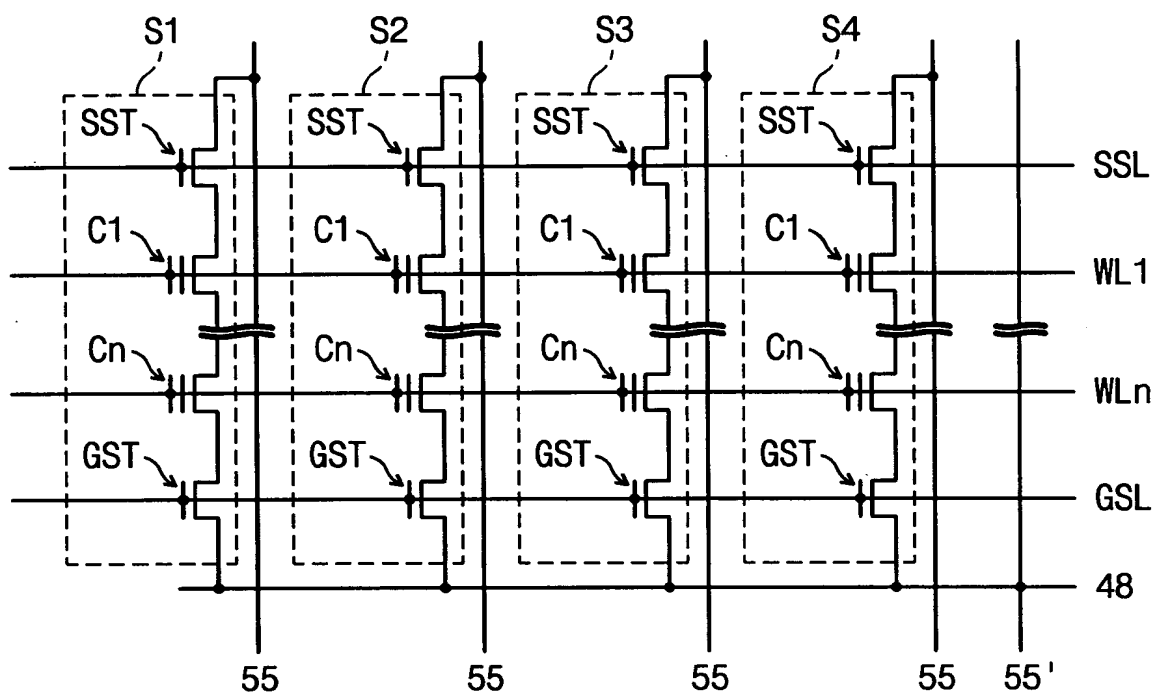 S1 S2 S3 S4
SST SST SST SST SSL
C1 C1 C1 C1 WL1
Cn Cn Cn Cn WLn
GST GST GST GST GSL
48
55 55 55 55 55'